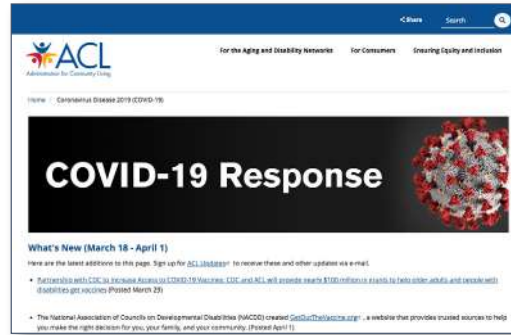 Share Search
ACL
Administration for Community Living
For the Aging and Disability Networks For Consumers Ensuring Equity and Inclusion
Home / Coronavirus Disease 2019 (COVID-19)
COVID-19 Response
What's New (March 18 - April 1)
Here are the latest additions to this page. Sign up for ACL Updates to receive these and other updates via e-mail.
• Partnership with CDC to Increase Access to COVID-19 Vaccines: CDC and ACL will provide nearly $100 million in grants to help older adults and people with
disabilities get vaccines (Posted March 29)
• The National Association of Councils on Developmental Disabilities (NACDD) created GetOutTheVaccine.org, a website that provides trusted sources to help
you make the right decision for you, your family, and your community. (Posted April 1)